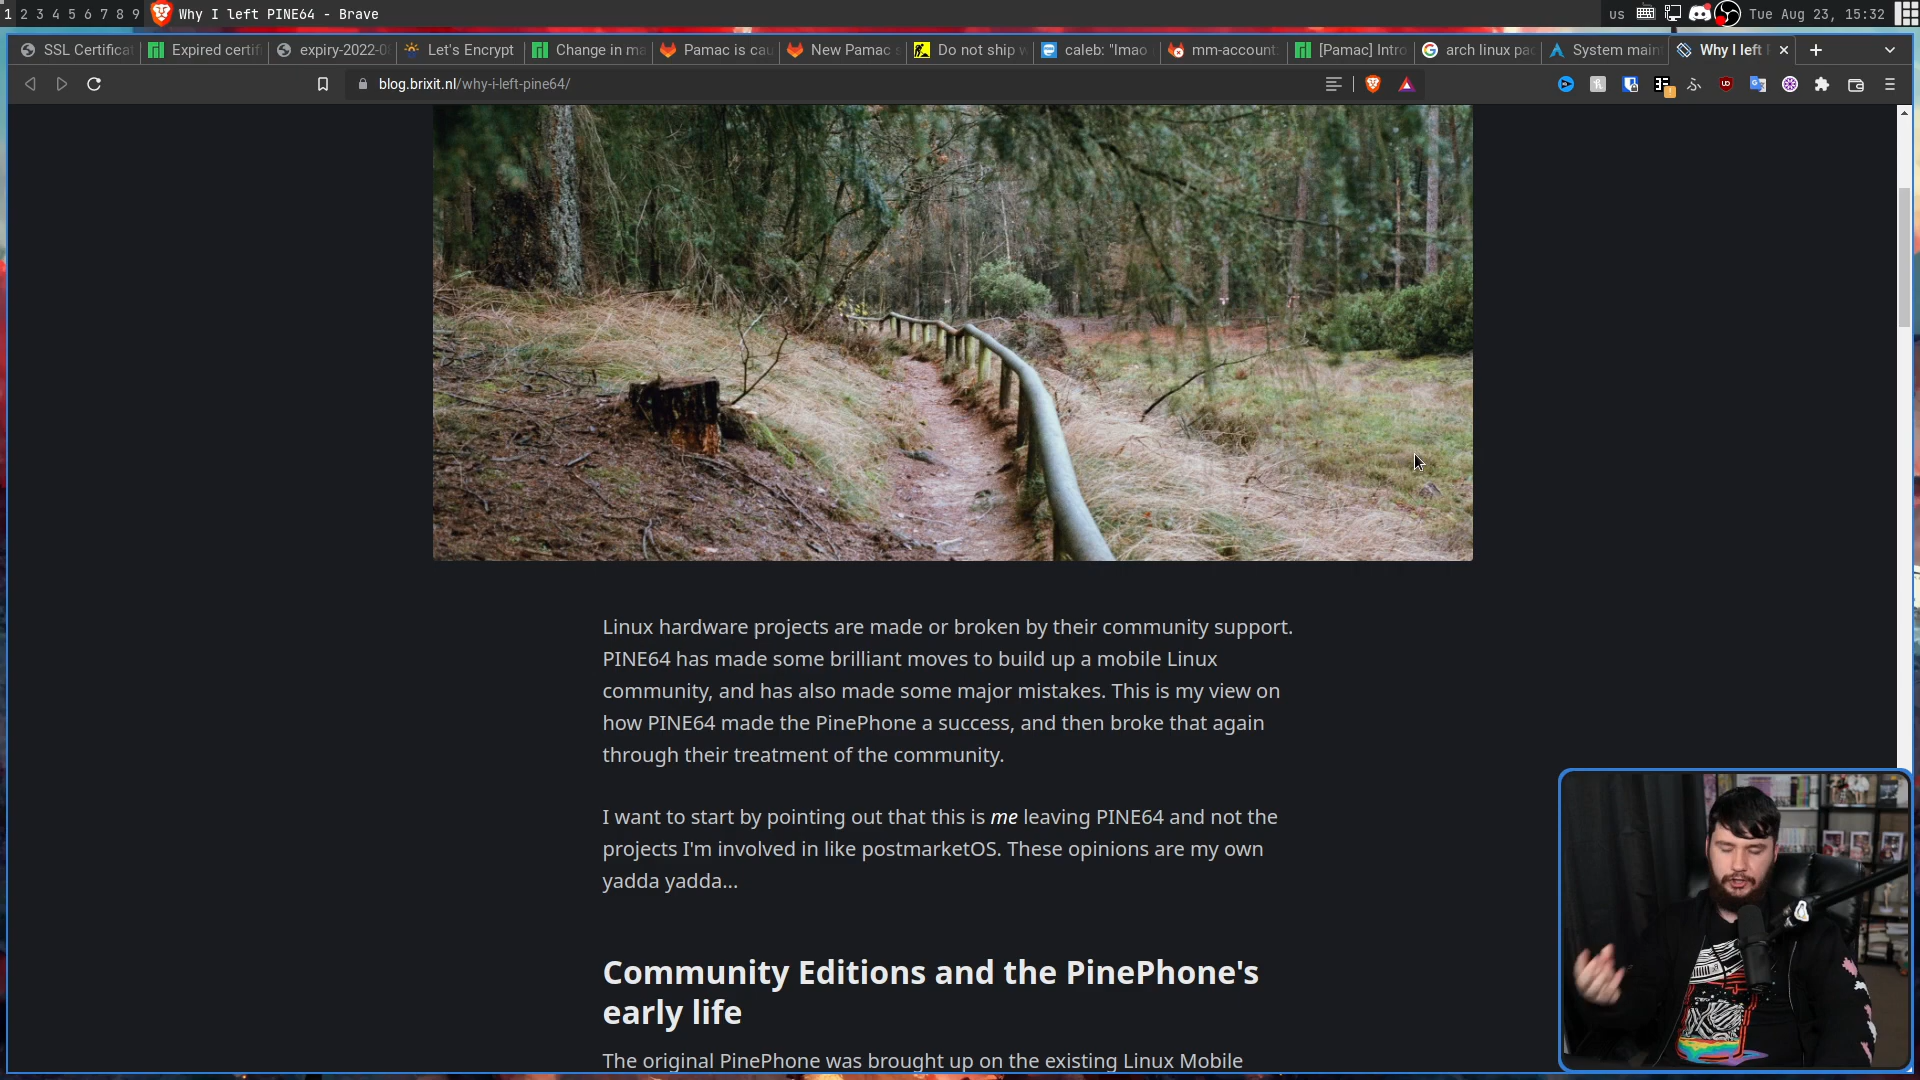 1 2 3 4 5 6 7 8 9 Why I left PINE64 - Brave us Tue Aug 23, 15:32
SSL Certificat Expired certifi expiry-2022-0 Let's Encrypt Change in ma Pamac is cau New Pamac s Do not ship w caleb: "lmao mm-account. [Pamac] Intro arch linux pac System main Why I left
blog.brixit.nl/why-i-left-pine64/
Linux hardware projects are made or broken by their community support.
PINE64 has made some brilliant moves to build up a mobile Linux
community, and has also made some major mistakes. This is my view on
how PINE64 made the PinePhone a success, and then broke that again
through their treatment of the community.
I want to start by pointing out that this is me leaving PINE64 and not the
projects I'm involved in like postmarketOS. These opinions are my own
yadda yadda...
Community Editions and the PinePhone's
early life
The original PinePhone was brought up on the existing Linux Mobile